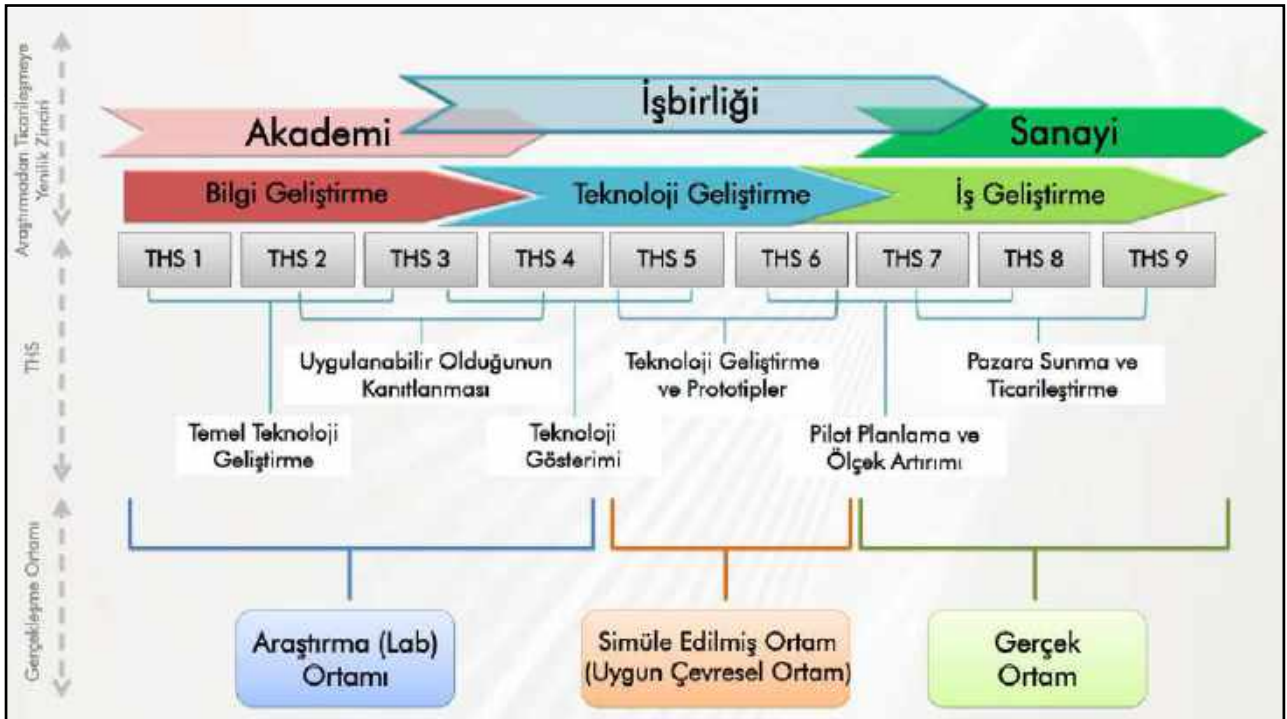 Araştırmadan Ticarileşmeye
Yenilik Zinciri
İşbirliği
Akademi
Sanayi
Bilgi Geliştirme
Teknoloji Geliştirme
İş Geliştirme
THS
THS 1
THS 2
THS 3
THS 4
THS 5
THS 6
THS 7
THS 8
THS 9
Uygulanabilir Olduğunun
Kanıtlanması
Teknoloji Geliştirme
ve Prototipler
Pazara Sunma ve
Ticarileştirme
Temel Teknoloji
Geliştirme
Teknoloji
Gösterimi
Pilot Planlama ve
Ölçek Artırımı
Gerçekleşme Ortamı
Araştırma (Lab)
Ortamı
Simüle Edilmiş Ortam
(Uygun Çevresel Ortam)
Gerçek
Ortam